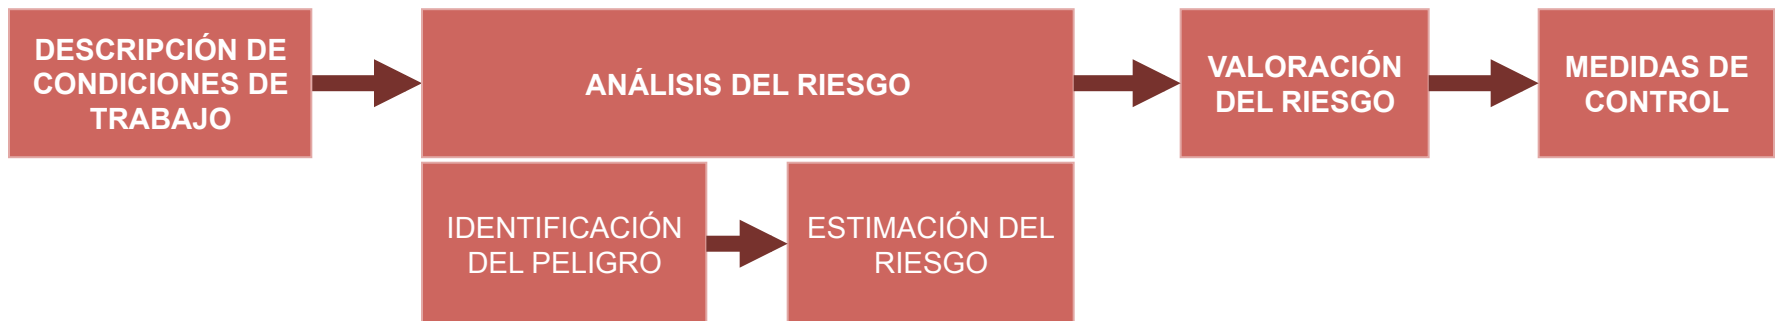 DESCRIPCIÓN DE
CONDICIONES DE
TRABAJO
ANÁLISIS DEL RIESGO
VALORACIÓN
DEL RIESGO
MEDIDAS DE
CONTROL
IDENTIFICACIÓN
DEL PELIGRO
ESTIMACIÓN DEL
RIESGO